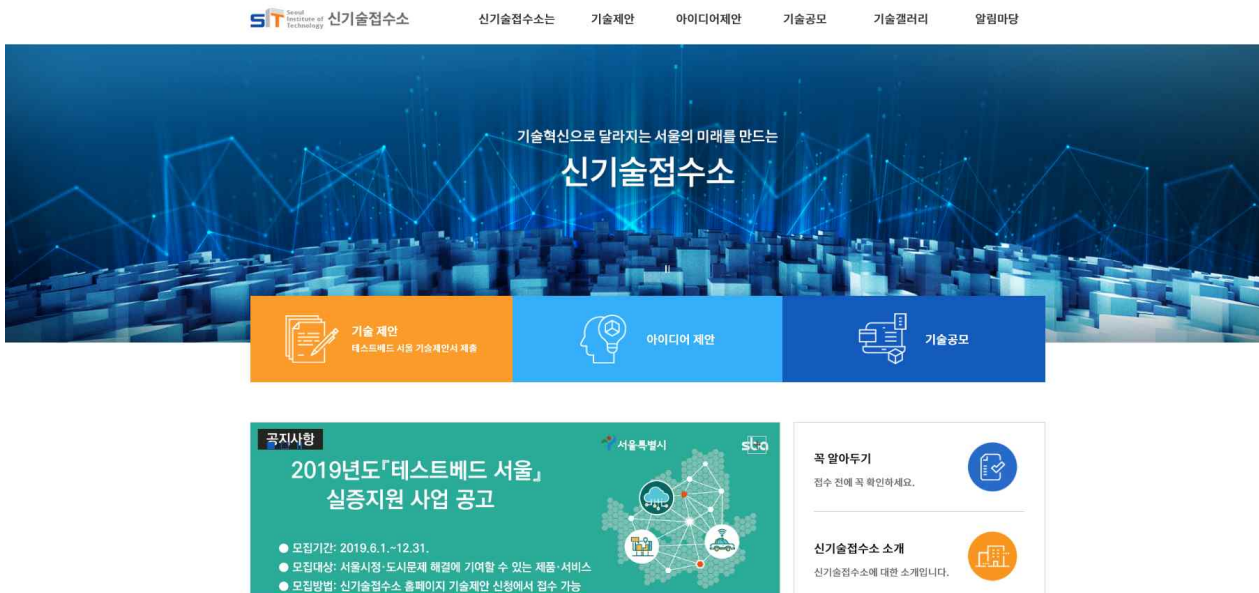 SIT Seoul Institute of Technology 신기술접수소
신기술접수소는 기술제안 아이디어제안 기술공모 기술갤러리 알림마당
기술혁신으로 달라지는 서울의 미래를 만드는
신기술접수소
기술 제안
테스트베드 서울 기술제안서 제출
아이디어 제안
기술공모
공지사항
서울특별시
sta
2019년도『테스트베드 서울』
실증지원 사업 공고
● 모집기간: 2019.6.1.~12.31.
● 모집대상: 서울시정·도시문제 해결에 기여할 수 있는 제품·서비스
● 모집방법: 신기술접수소 홈페이지 기술제안 신청에서 접수 가능
꼭 알아두기
접수 전에 꼭 확인하세요.
신기술접수소 소개
신기술접수소에 대한 소개입니다.